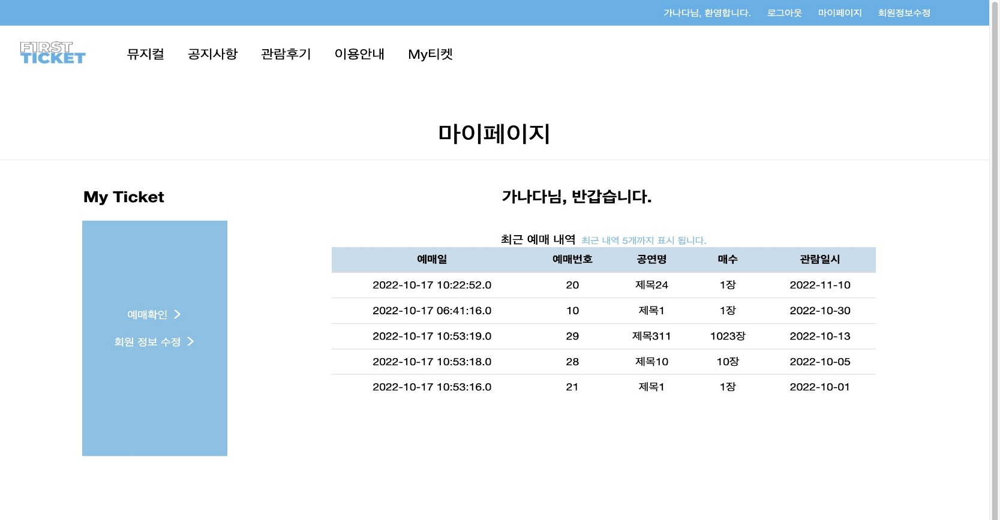 가나다님, 환영합니다. 로그아웃 마이페이지 회원정보수정
FIRST
TICKET
뮤지컬 공지사항 관람후기 이용안내 My티켓
마이페이지
My Ticket
예매확인 >
회원 정보 수정 >
가나다님, 반갑습니다.
최근 예매 내역 최근 내역 5개까지 표시 됩니다.
예매일 예매번호 공연명 매수 관람일시
2022-10-17 10:22:52.0 20 제목24 1장 2022-11-10
2022-10-17 06:41:16.0 10 제목1 1장 2022-10-30
2022-10-17 10:53:19.0 29 제목311 1023장 2022-10-13
2022-10-17 10:53:18.0 28 제목10 10장 2022-10-05
2022-10-17 10:53:16.0 21 제목1 1장 2022-10-01